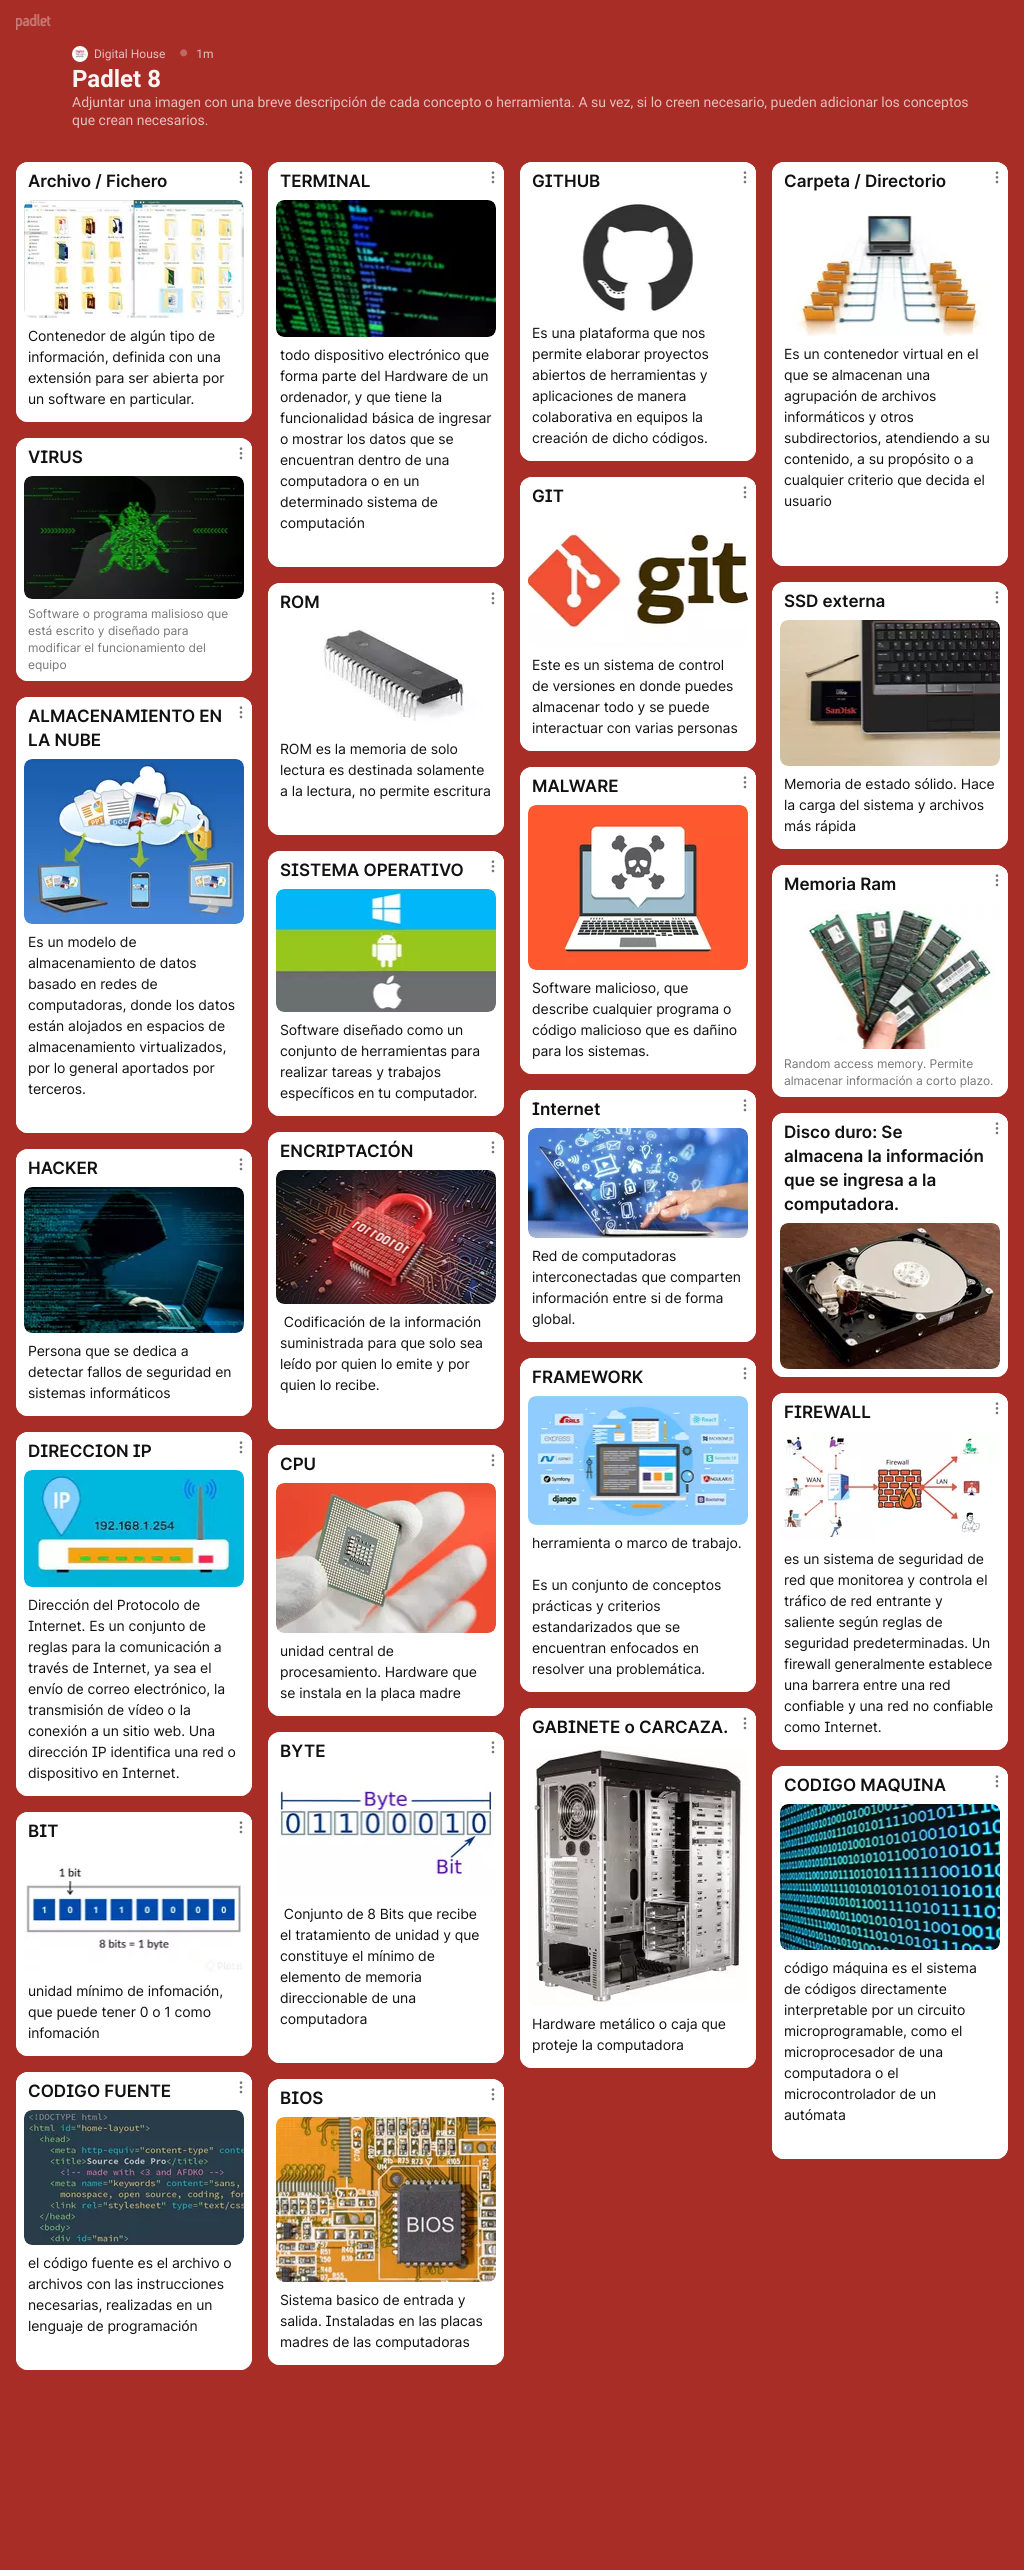 padlet
Digital House
1m
Padlet 8
Adjuntar una imagen con una breve descripción de cada concepto o herramienta. A su vez, si lo creen necesario, pueden adicionar los conceptos
que crean necesarios.
Archivo / Fichero
Contenedor de algún tipo de
información, definida con una
extensión para ser abierta por
un software en particular.
VIRUS
Software o programa malisioso que
está escrito y diseñado para
modificar el funcionamiento del
equipo
ALMACENAMIENTO EN
LA NUBE
DOC
Es un modelo de
almacenamiento de datos
basado en redes de
computadoras, donde los datos
están alojados en espacios de
almacenamiento virtualizados,
por lo general aportados por
terceros.
HACKER
Persona que se dedica a
detectar fallos de seguridad en
sistemas informáticos
DIRECCION IP
IP
192.168.1.254
Dirección del Protocolo de
Internet. Es un conjunto de
reglas para la comunicación a
través de Internet, ya sea el
envío de correo electrónico, la
transmisión de vídeo o la
conexión a un sitio web. Una
dirección IP identifica una red o
dispositivo en Internet.
BIT
1 bit
1 0 1 1 0 0 0 0
8 bits = 1 byte
unidad mínimo de infomación,
que puede tener 0 o 1 como
infomación
CODIGO FUENTE
<!DOCTYPE html>
<html id="home-layout">
<head>
<meta http-equiv="content-type" conte
<title>Source Code Pro</title>
<!-- made with <3 and AFDKO -->
<meta name="keywords" content="sans,
monospace, open source, coding, for
<link rel="stylesheet" type="text/css
</head>
<body>
<div id="main">
el código fuente es el archivo o
archivos con las instrucciones
necesarias, realizadas en un
lenguaje de programación
TERMINAL
todo dispositivo electrónico que
forma parte del Hardware de un
ordenador, y que tiene la
funcionalidad básica de ingresar
o mostrar los datos que se
encuentran dentro de una
computadora o en un
determinado sistema de
computación
ROM
ROM es la memoria de solo
lectura es destinada solamente
a la lectura, no permite escritura
SISTEMA OPERATIVO
Software diseñado como un
conjunto de herramientas para
realizar tareas y trabajos
específicos en tu computador.
ENCRIPTACIÓN
Codificación de la información
suministrada para que solo sea
leído por quien lo emite y por
quien lo recibe.
CPU
unidad central de
procesamiento. Hardware que
se instala en la placa madre
BYTE
Byte
0 1 1 0 0 0 1 0
Bit
Conjunto de 8 Bits que recibe
el tratamiento de unidad y que
constituye el mínimo de
elemento de memoria
direccionable de una
computadora
BIOS
BIOS
Sistema basico de entrada y
salida. Instaladas en las placas
madres de las computadoras
GITHUB
Es una plataforma que nos
permite elaborar proyectos
abiertos de herramientas y
aplicaciones de manera
colaborativa en equipos la
creación de dicho códigos.
GIT
git
Este es un sistema de control
de versiones en donde puedes
almacenar todo y se puede
interactuar con varias personas
MALWARE
Software malicioso, que
describe cualquier programa o
código malicioso que es dañino
para los sistemas.
Internet
Red de computadoras
interconectadas que comparten
información entre si de forma
global.
FRAMEWORK
RAILS
React
express
Symfony
django
Bootstrap
herramienta o marco de trabajo.
Es un conjunto de conceptos
prácticas y criterios
estandarizados que se
encuentran enfocados en
resolver una problemática.
GABINETE o CARCAZA.
Hardware metálico o caja que
proteje la computadora
Carpeta / Directorio
Es un contenedor virtual en el
que se almacenan una
agrupación de archivos
informáticos y otros
subdirectorios, atendiendo a su
contenido, a su propósito o a
cualquier criterio que decida el
usuario
SSD externa
SanDisk
Memoria de estado sólido. Hace
la carga del sistema y archivos
más rápida
Memoria Ram
Random access memory. Permite
almacenar información a corto plazo.
Disco duro: Se
almacena la información
que se ingresa a la
computadora.
FIREWALL
Firewall
WAN
LAN
es un sistema de seguridad de
red que monitorea y controla el
tráfico de red entrante y
saliente según reglas de
seguridad predeterminadas. Un
firewall generalmente establece
una barrera entre una red
confiable y una red no confiable
como Internet.
CODIGO MAQUINA
código máquina es el sistema
de códigos directamente
interpretable por un circuito
microprogramable, como el
microprocesador de una
computadora o el
microcontrolador de un
autómata